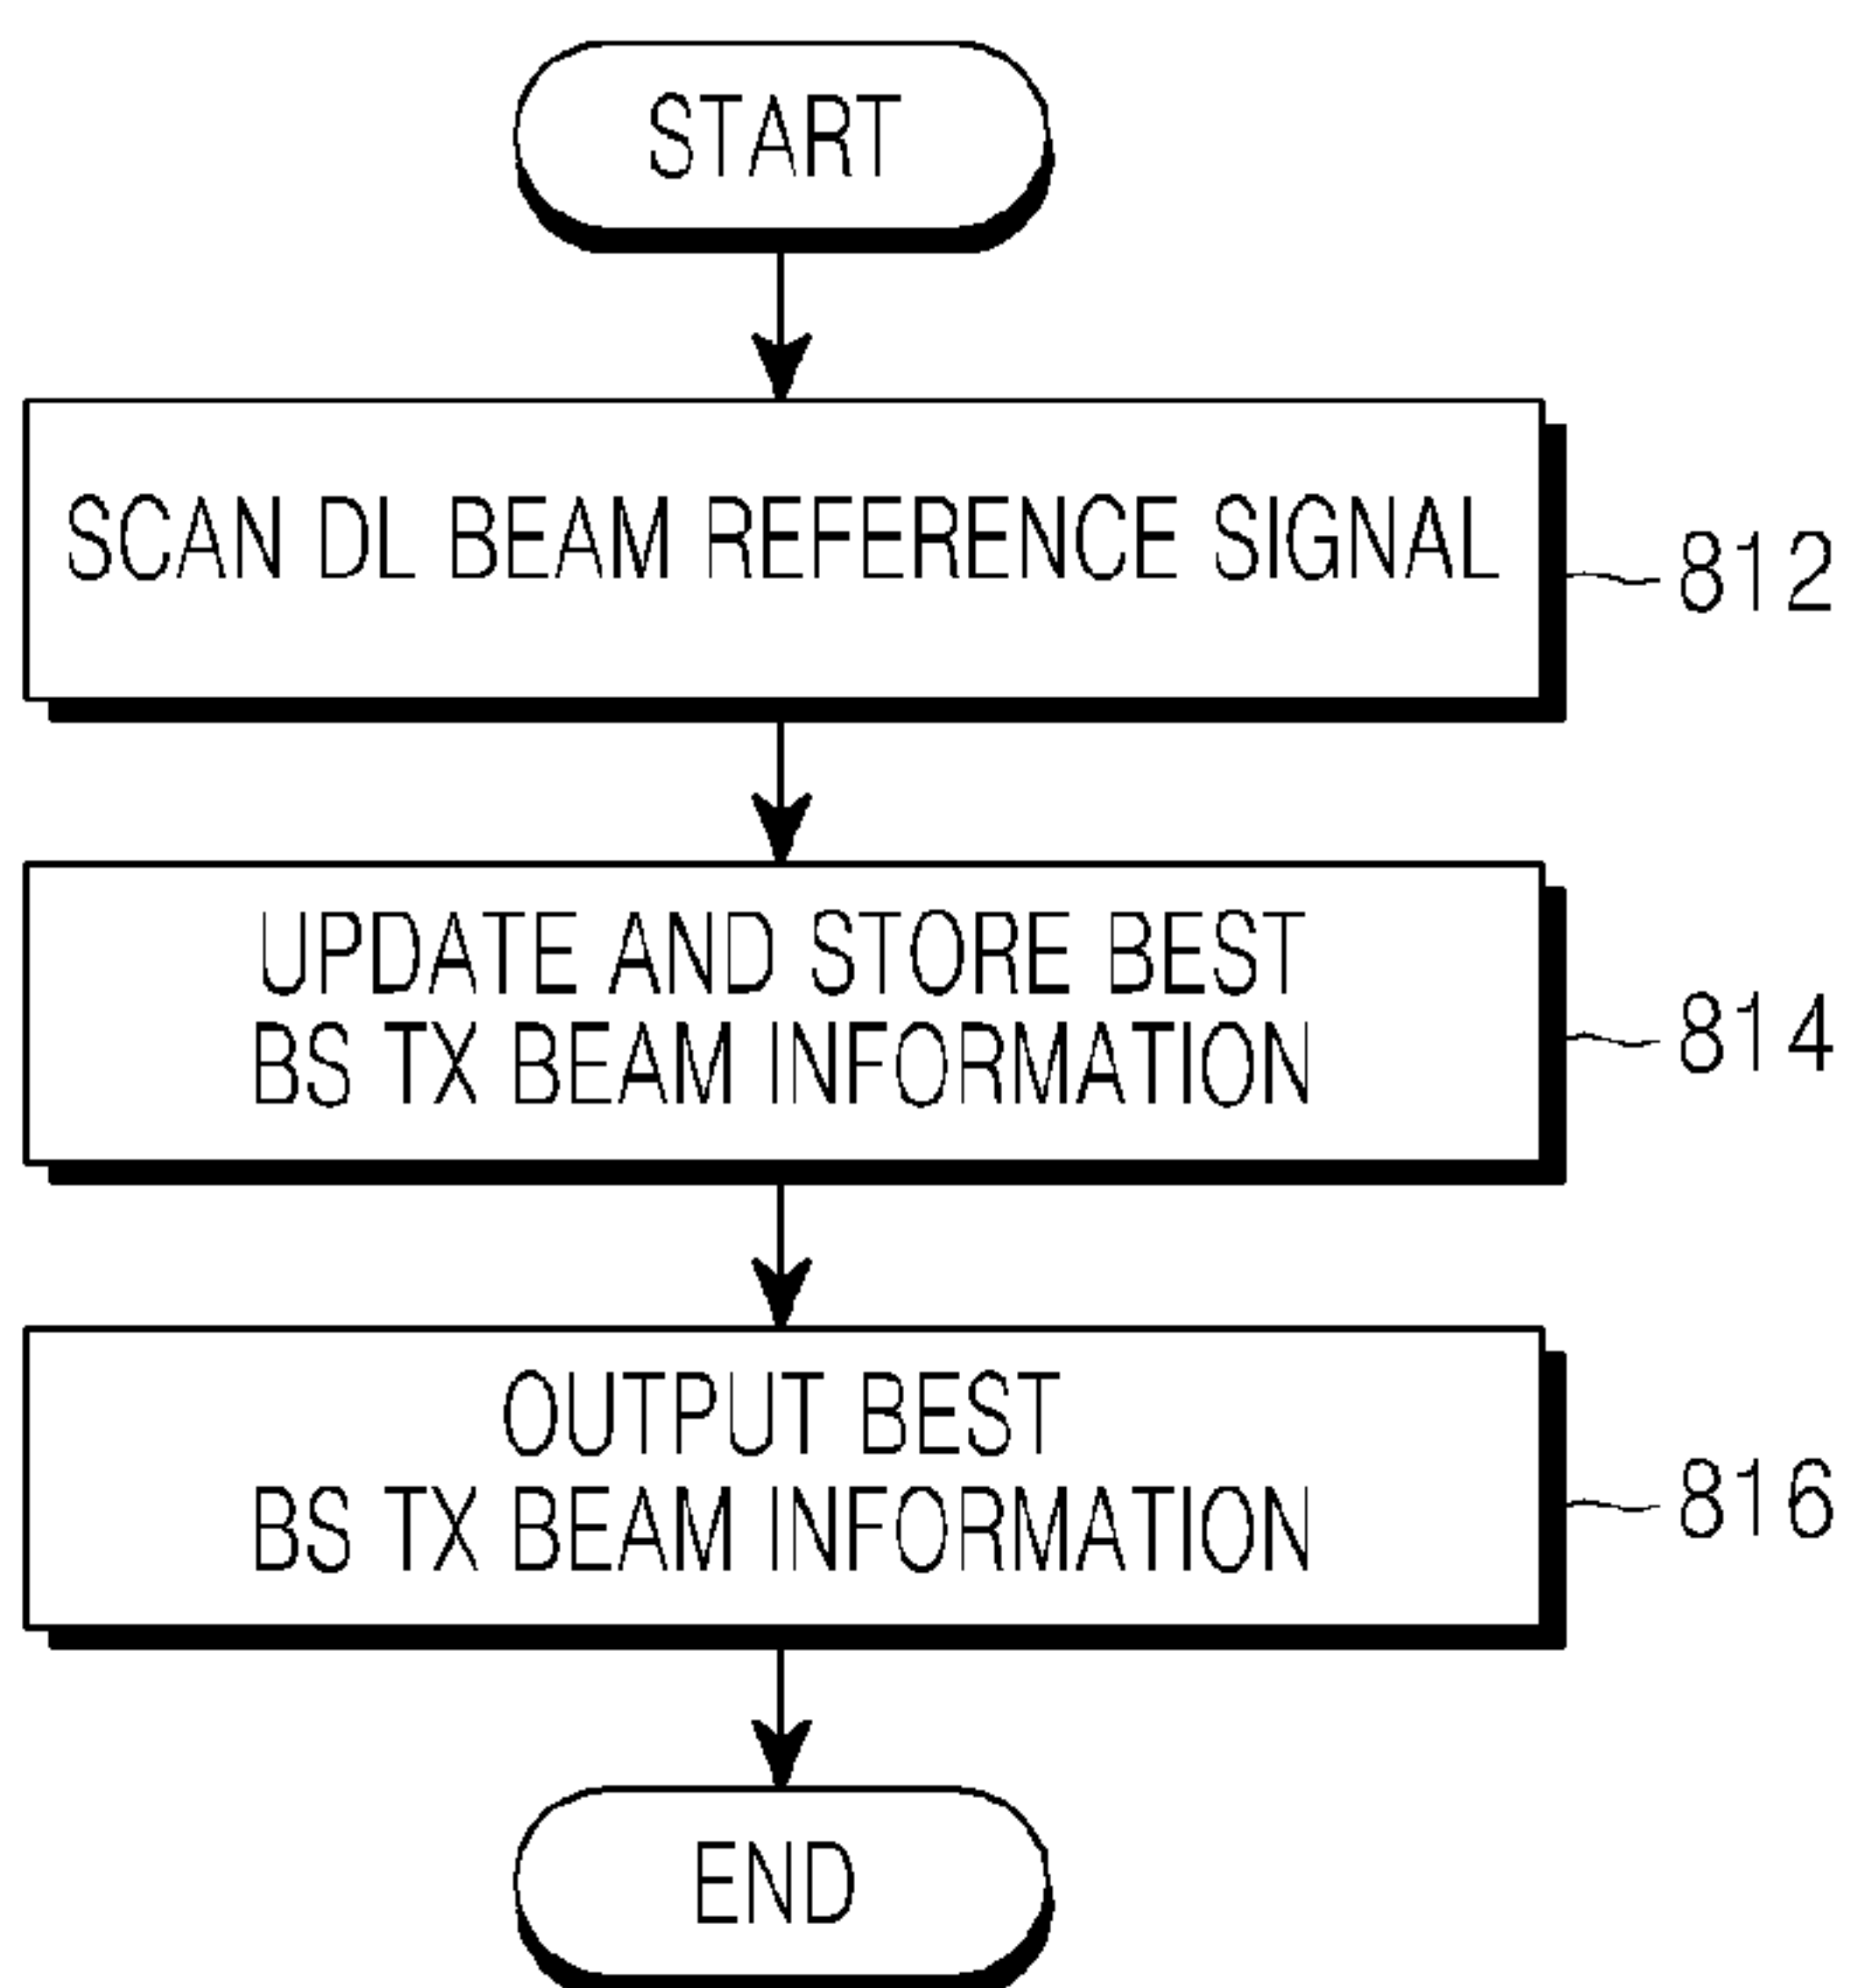 START
SCAN DL BEAM REFERENCE SIGNAL
812
UPDATE AND STORE BEST
BS TX BEAM INFORMATION
814
OUTPUT BEST
BS TX BEAM INFORMATION
816
END